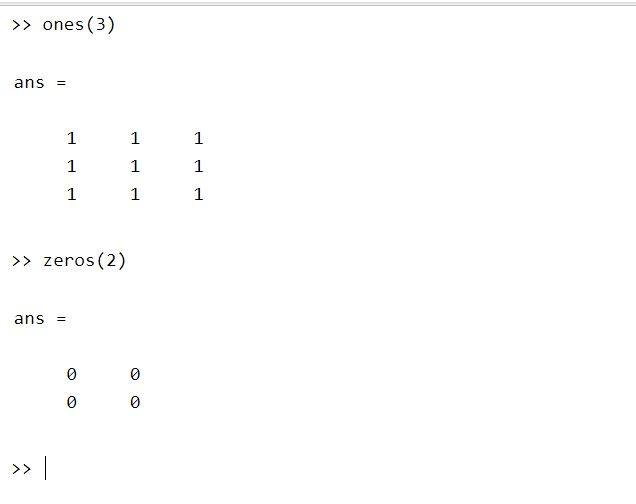 >> ones(3)
ans =
1 1 1
1 1 1
1 1 1
>> zeros(2)
ans =
0 0
0 0
>>